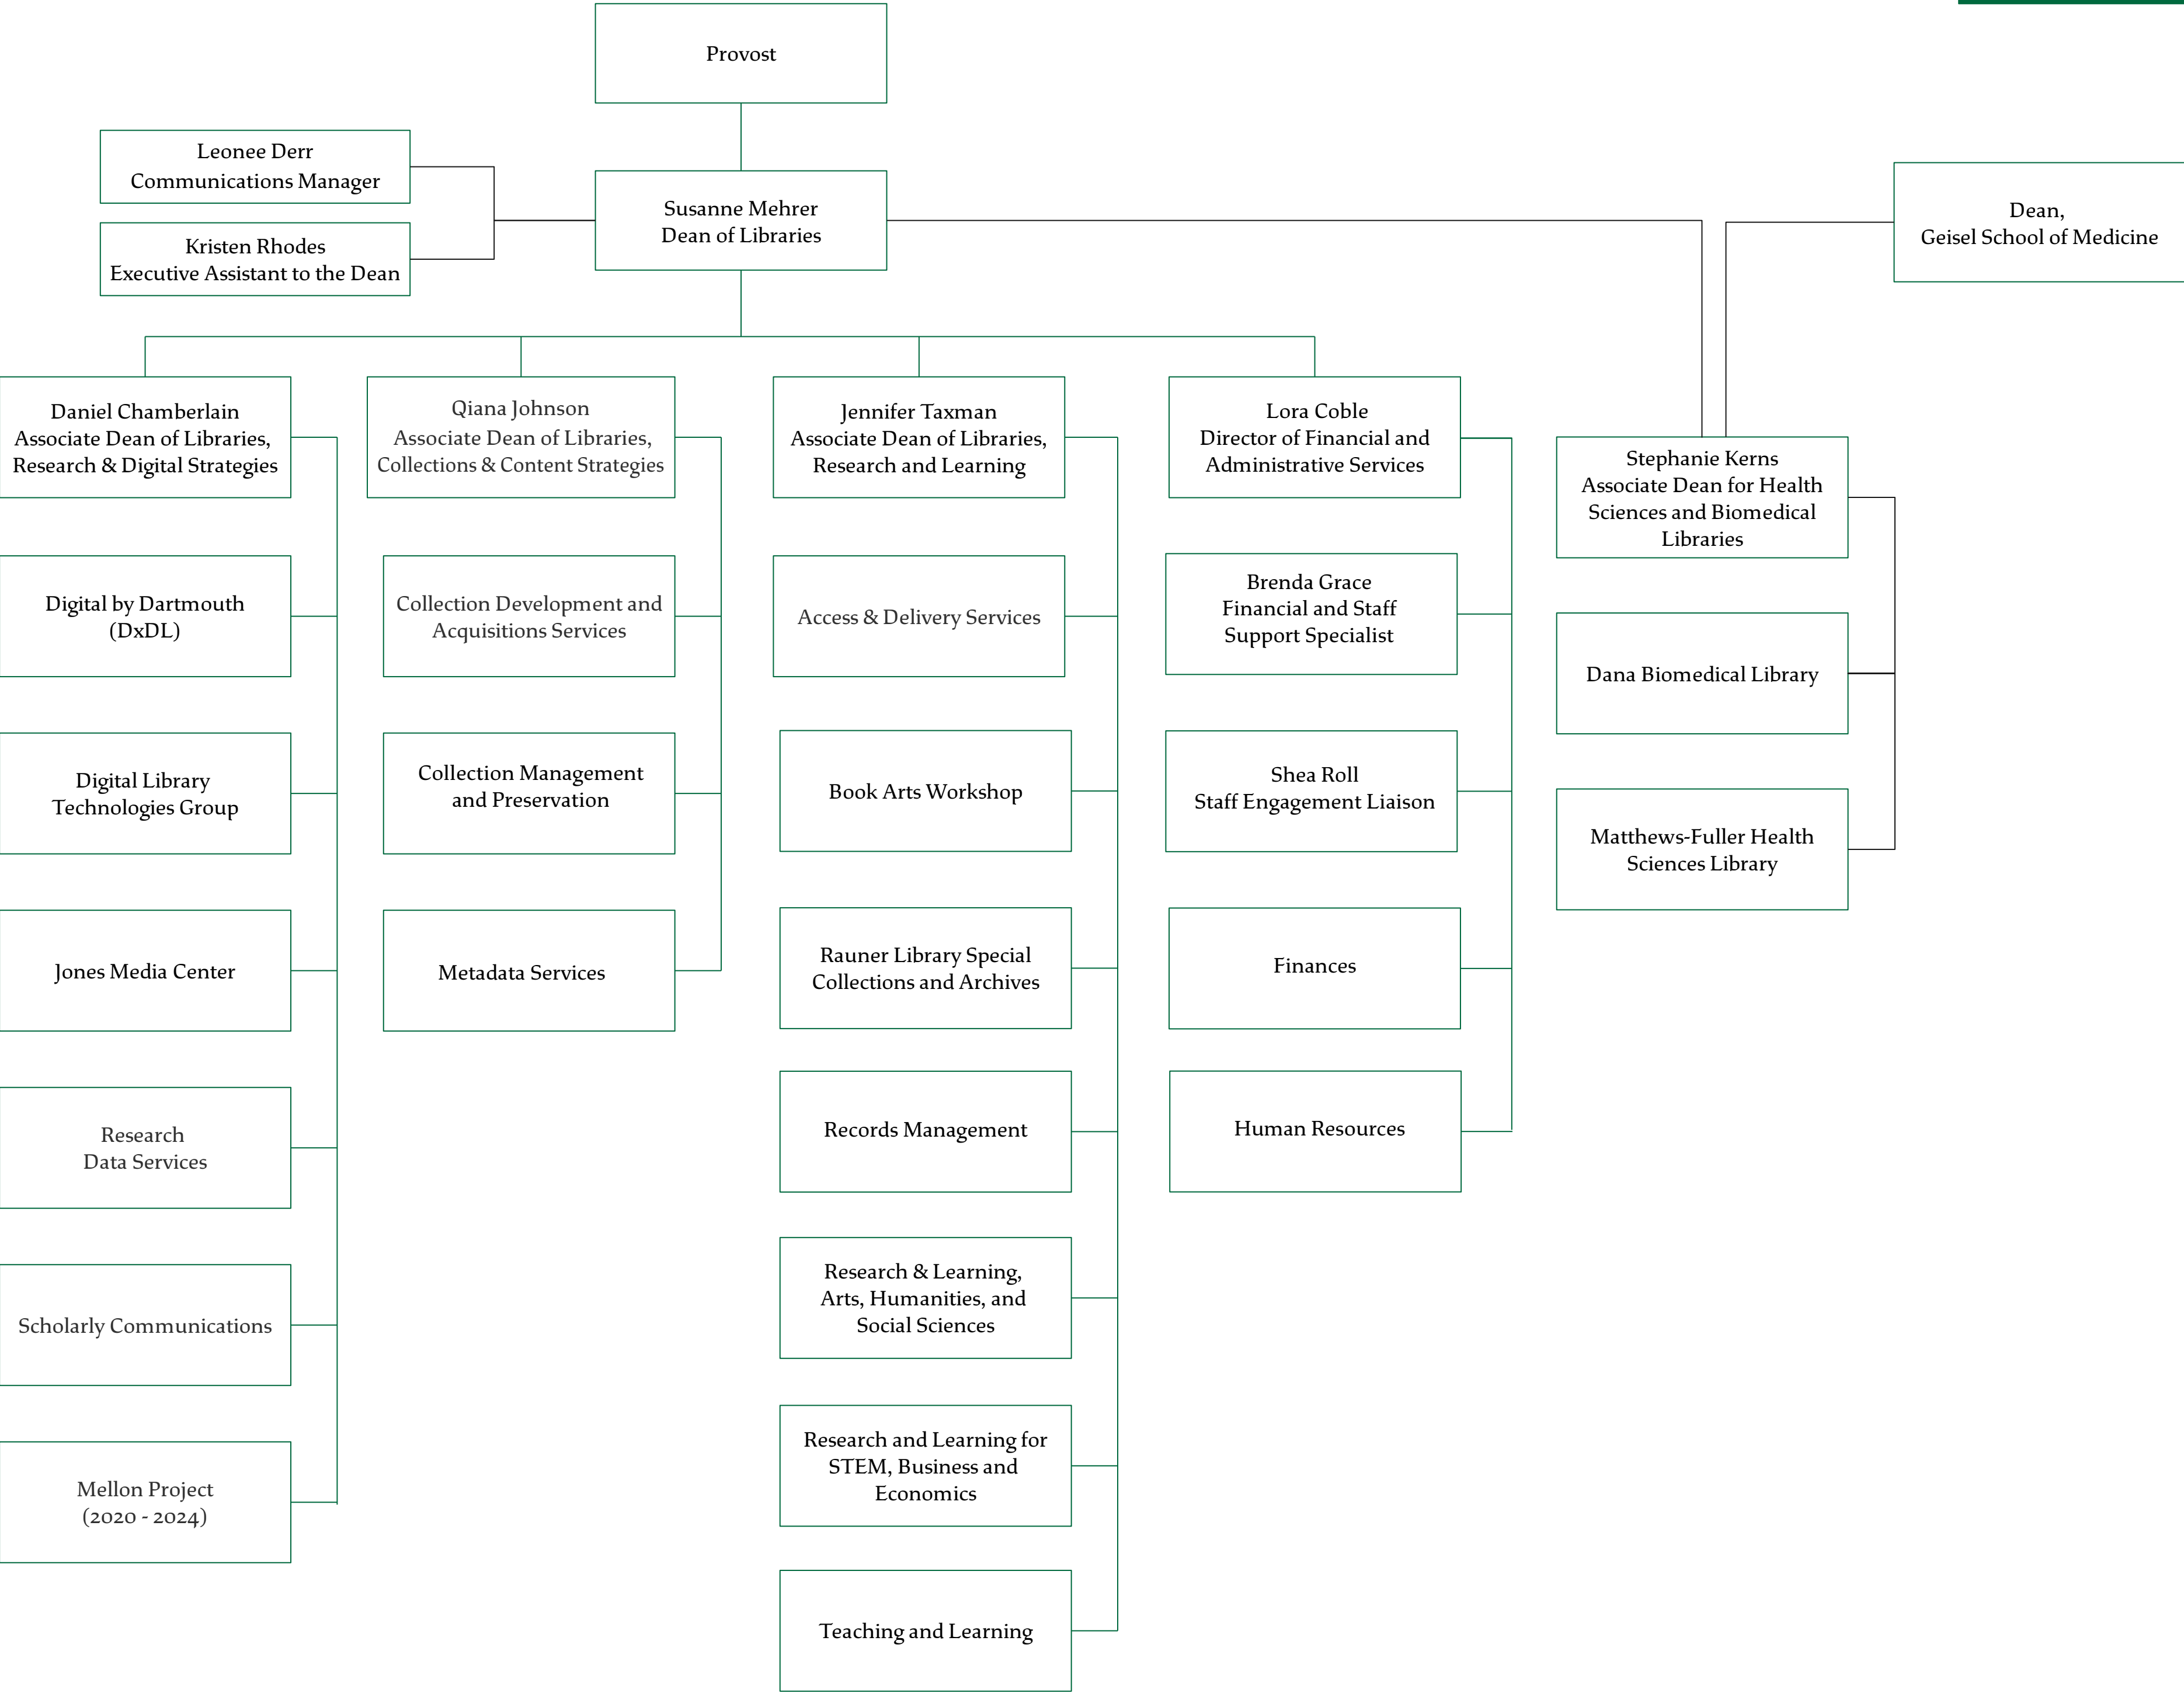 Provost
Leonee Derr
Communications Manager
Kristen Rhodes
Executive Assistant to the Dean
Susanne Mehrer
Dean of Libraries
Dean,
Geisel School of Medicine
Daniel Chamberlain
Associate Dean of Libraries,
Research & Digital Strategies
Digital by Dartmouth
(DxDL)
Digital Library
Technologies Group
Jones Media Center
Research
Data Services
Scholarly Communications
Mellon Project
(2020 - 2024)
Qiana Johnson
Associate Dean of Libraries,
Collections & Content Strategies
Collection Development and
Acquisitions Services
Collection Management
and Preservation
Metadata Services
Jennifer Taxman
Associate Dean of Libraries,
Research and Learning
Access & Delivery Services
Book Arts Workshop
Rauner Library Special
Collections and Archives
Records Management
Research & Learning,
Arts, Humanities, and
Social Sciences
Research and Learning for
STEM, Business and
Economics
Teaching and Learning
Lora Coble
Director of Financial and
Administrative Services
Brenda Grace
Financial and Staff
Support Specialist
Shea Roll
Staff Engagement Liaison
Finances
Human Resources
Stephanie Kerns
Associate Dean for Health
Sciences and Biomedical
Libraries
Dana Biomedical Library
Matthews-Fuller Health
Sciences Library